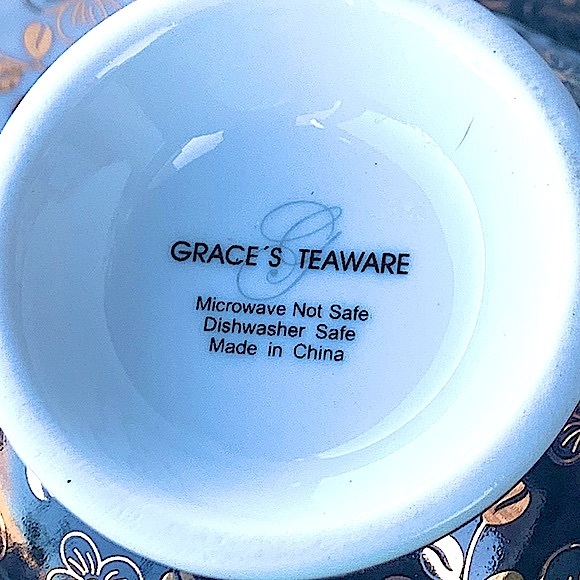 G
GRACE´S TEAWARE
Microwave Not Safe
Dishwasher Safe
Made in China